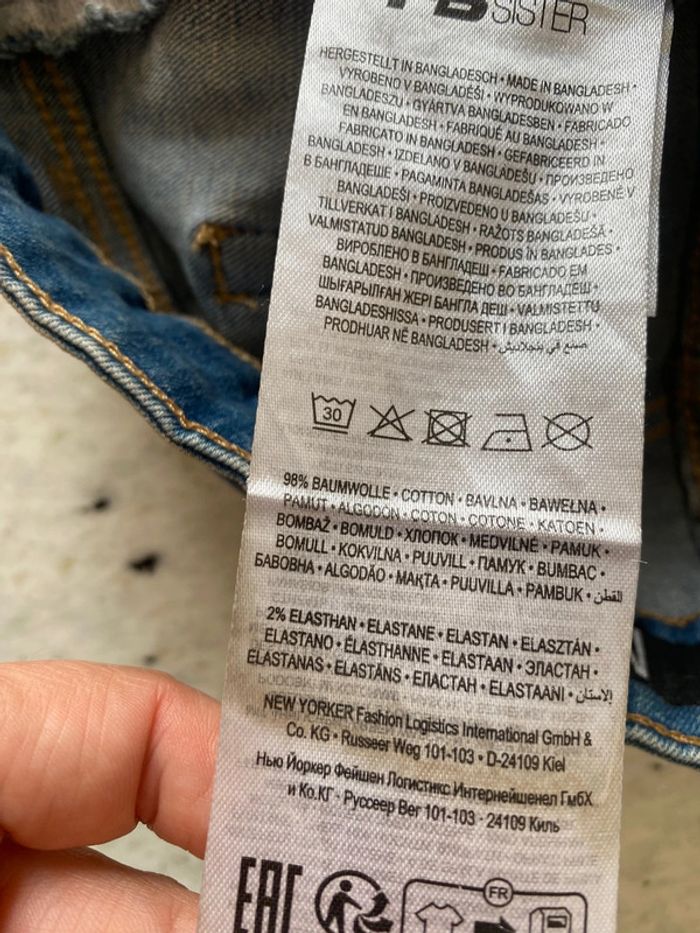 FB SISTER
HERGESTELLT IN BANGLADESCH • MADE IN BANGLADESH •
VYROBENO V BANGLADÉŠI • WYPRODUKOWANO W
BANGLADESZU • GYÁRTVA BANGLADESBEN • FABRICADO
EN BANGLADESH • FABRIQUÉ AU BANGLADESH •
FABRICATO IN BANGLADESH • GEFABRICEERD IN
BANGLADESH • IZDELANO V BANGLADEŠU • ПРОИЗВЕДЕНО
В БАНГЛАДЕШЕ • PAGAMINTA BANGLADEŠAS • VYROBENÉ V
BANGLADEŠI • PROIZVEDENO U BANGLADEŠU •
TILLVERKAT I BANGLADESH • RAŽOTS BANGLADEŠĀ •
VALMISTATUD BANGLADESH • PRODUS ÎN BANGLADES •
ВИРОБЛЕНО В БАНГЛАДЕШ • FABRICADO EM
BANGLADESH • ПРОИЗВЕДЕНО ВО БАНГЛАДЕШ •
ШЫҒАРЫЛҒАН ЖЕРІ БАНГЛА ДЕШ • VALMISTETTU
BANGLADESHISSA • PRODUSERT I BANGLADESH •
PRODHUAR NË BANGLADESH • صنع في بنجلاديش
30
98% BAUMWOLLE • COTTON • BAVLNA • BAWEŁNA •
PAMUT • ALGODON • COTON • COTONE • KATOEN •
BOMBAŽ • BOMULD • ХЛОПОК • MEDVILNĖ • PAMUK •
BOMULL • KOKVILNA • PUUVILL • ПАМУК • BUMBAC •
БАВОВНА • ALGODÃO • МАҚТА • PUUVILLA • PAMBUK • القطن
2% ELASTHAN • ELASTANE • ELASTAN • ELASZTÁN •
ELASTANO • ÉLASTHANNE • ELASTAAN • ЭЛАСТАН •
ELASTANAS • ELASTĀNS • ЕЛАСТАН • ELASTAANI • الاستان
NEW YORKER Fashion Logistics International GmbH &
Co. KG • Russeer Weg 101-103 • D-24109 Kiel
Нью Йоркер Фейшен Логистикс Интернейшенел ГмбХ
и Ко.КГ • Руссеер Вег 101-103 • 24109 Киль
EAC
FR